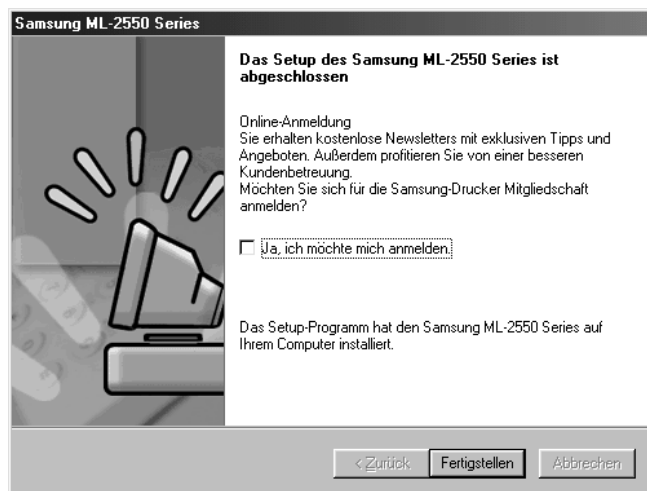 Samsung ML-2550 Series
Das Setup des Samsung ML-2550 Series ist
abgeschlossen
Online-Anmeldung
Sie erhalten kostenlose Newsletters mit exklusiven Tipps und
Angeboten. Außerdem profitieren Sie von einer besseren
Kundenbetreuung.
Möchten Sie sich für die Samsung-Drucker Mitgliedschaft
anmelden?
Ja, ich möchte mich anmelden.
Das Setup-Programm hat den Samsung ML-2550 Series auf
Ihrem Computer installiert.
< Zurück Fertigstellen Abbrechen